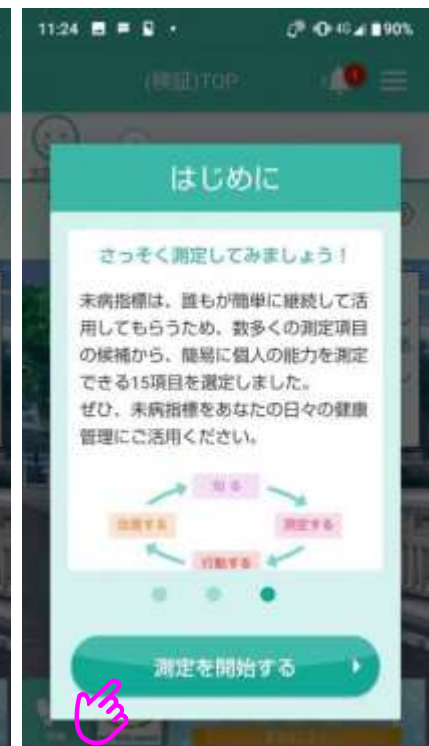 11:24
4G 90%
(検証)TOP
はじめに
さっそく測定してみましょう！
未病指標は、誰もが簡単に継続して活
用してもらうため、数多くの測定項目
の候補から、簡易に個人の能力を測定
できる15項目を選定しました。
ぜひ、未病指標をあなたの日々の健康
管理にご活用ください。
知る
改善する 測定する
行動する
測定を開始する